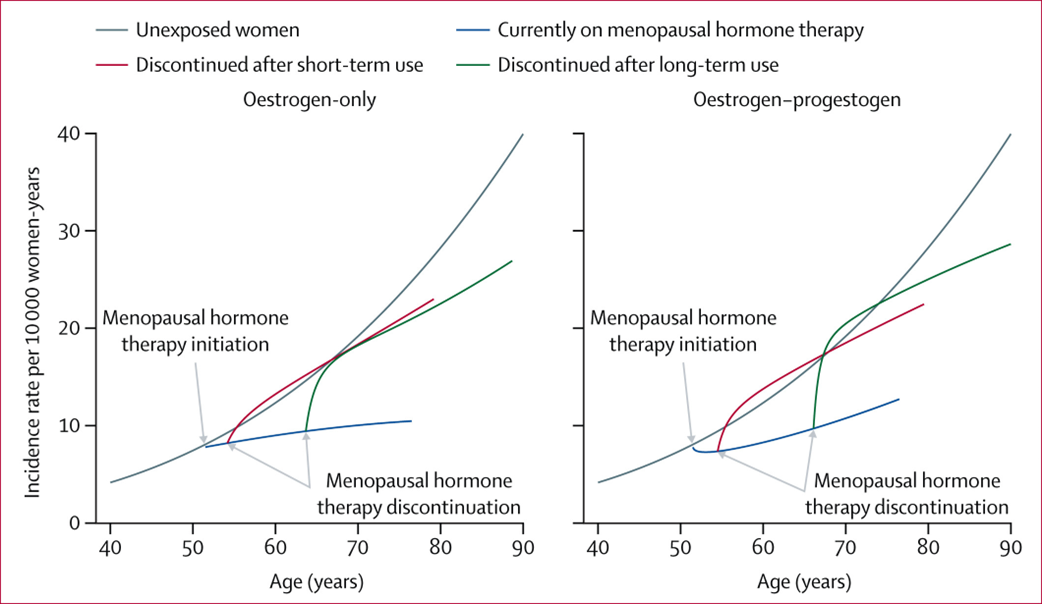 Unexposed women
Currently on menopausal hormone therapy
Discontinued after short-term use
Discontinued after long-term use
Oestrogen-only
Oestrogen–progestogen
Incidence rate per 10 000 women-years
40
30
20
10
0
Menopausal hormone
therapy initiation
Menopausal hormone
therapy discontinuation
40 50 60 70 80 90
Age (years)
Menopausal hormone
therapy initiation
Menopausal hormone
therapy discontinuation
40 50 60 70 80 90
Age (years)